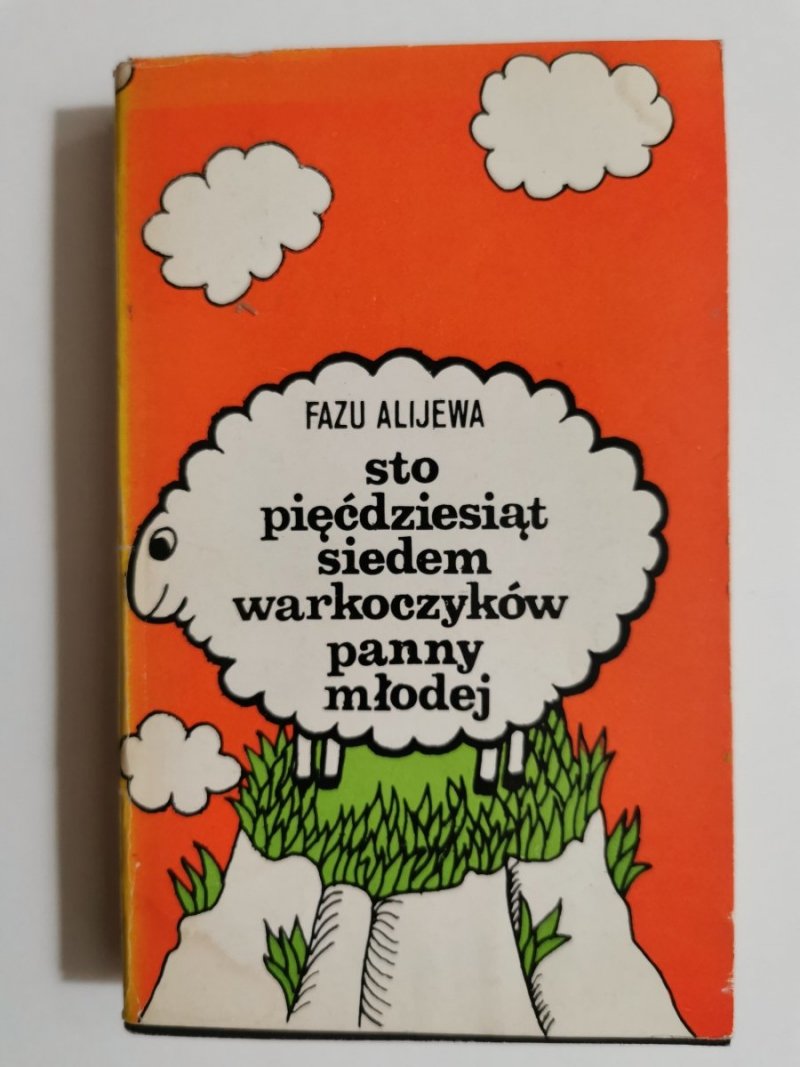 FAZU ALIJEWA
sto
pięćdziesiąt
siedem
warkoczyków
panny
młodej